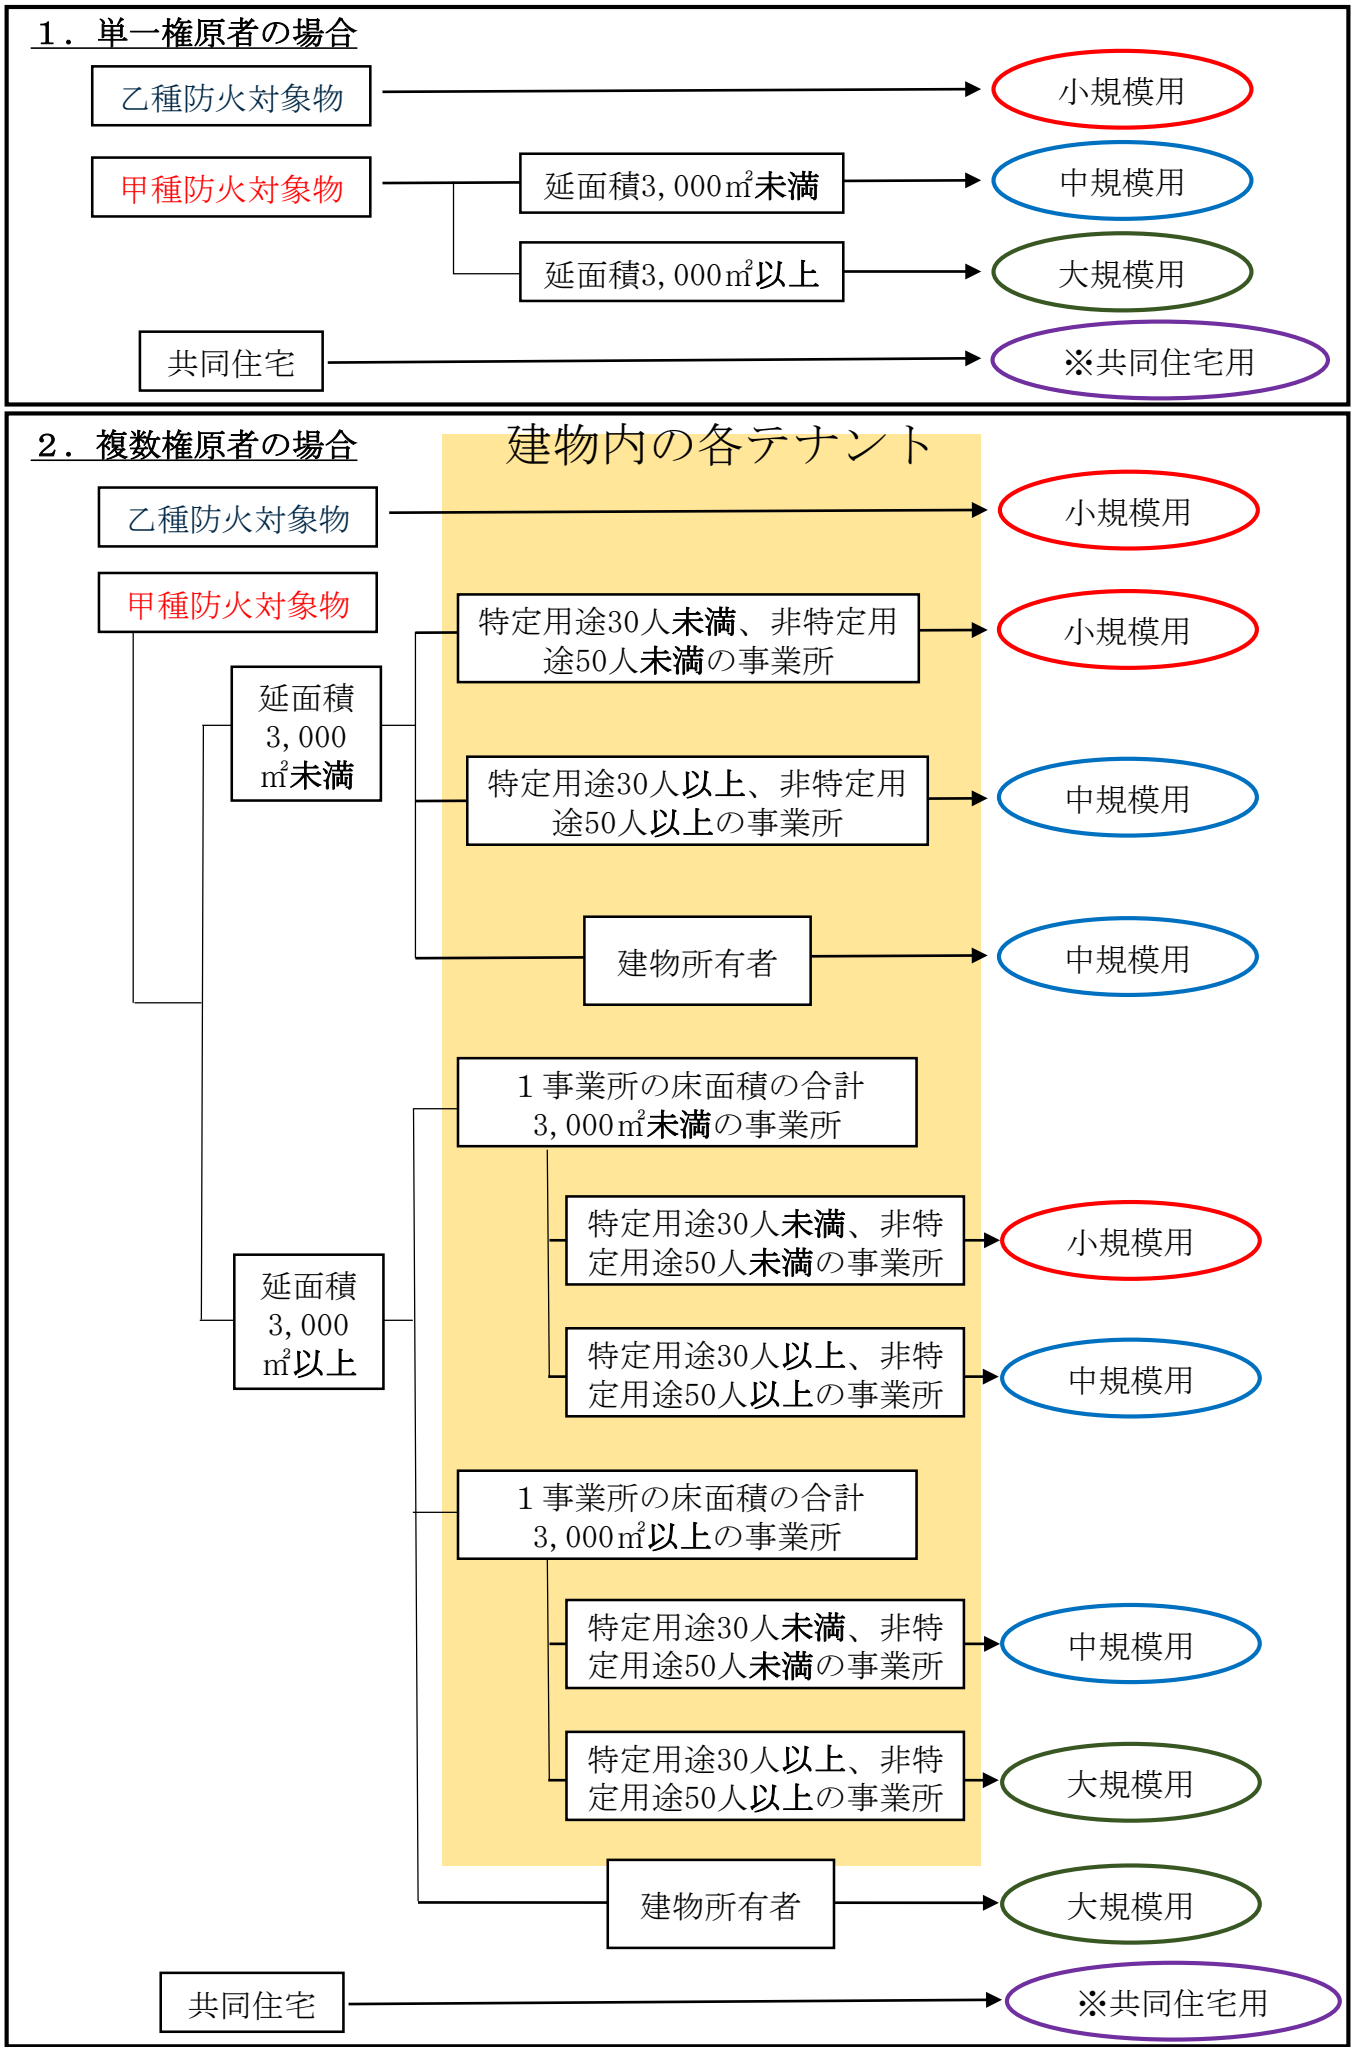 １．単一権原者の場合
乙種防火対象物
小規模用
甲種防火対象物
延面積3,000㎡未満
中規模用
延面積3,000㎡以上
大規模用
共同住宅
※共同住宅用
２．複数権原者の場合
建物内の各テナント
乙種防火対象物
小規模用
甲種防火対象物
延面積
3,000
㎡未満
特定用途30人未満、非特定用
途50人未満の事業所
小規模用
特定用途30人以上、非特定用
途50人以上の事業所
中規模用
建物所有者
中規模用
延面積
3,000
㎡以上
１事業所の床面積の合計
3,000㎡未満の事業所
特定用途30人未満、非特
定用途50人未満の事業所
小規模用
特定用途30人以上、非特
定用途50人以上の事業所
中規模用
１事業所の床面積の合計
3,000㎡以上の事業所
特定用途30人未満、非特
定用途50人未満の事業所
中規模用
特定用途30人以上、非特
定用途50人以上の事業所
大規模用
建物所有者
大規模用
共同住宅
※共同住宅用